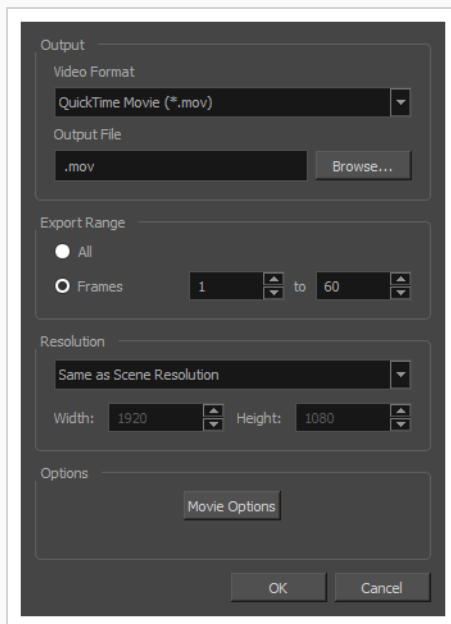 Output
Video Format
QuickTime Movie (*.mov)
Output File
.mov
Browse...
Export Range
All
Frames
1
to
60
Resolution
Same as Scene Resolution
Width:
1920
Height:
1080
Options
Movie Options
OK
Cancel